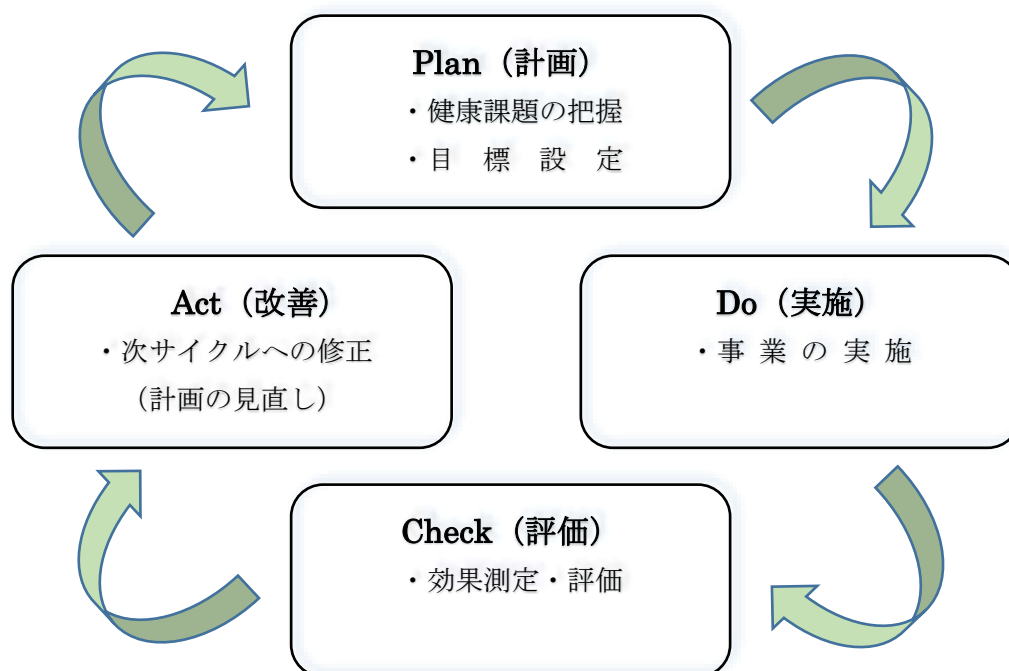 Plan（計画）
・健康課題の把握
・目 標 設 定
Act（改善）
・次サイクルへの修正
（計画の見直し）
Do（実施）
・事 業 の 実 施
Check（評価）
・効果測定・評価